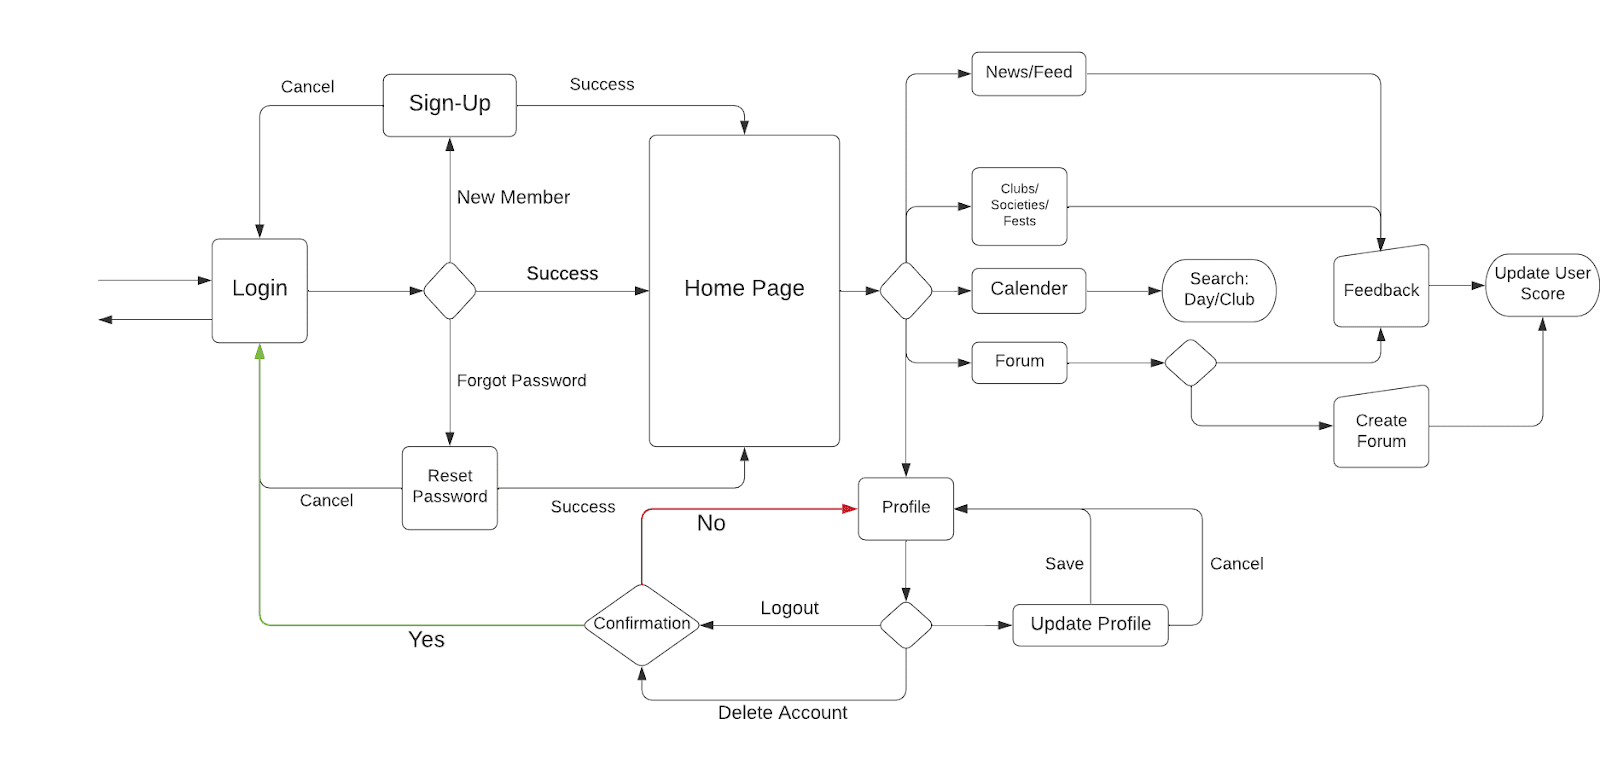 News/Feed
Cancel
Success
Sign-Up
New Member
Clubs/
Societies/
Fests
Login
Success
Home Page
Calender
Search:
Day/Club
Feedback
Update User
Score
Forum
Forgot Password
Create
Forum
Reset
Password
Cancel
Success
No
Profile
Save
Cancel
Logout
Confirmation
Update Profile
Yes
Delete Account